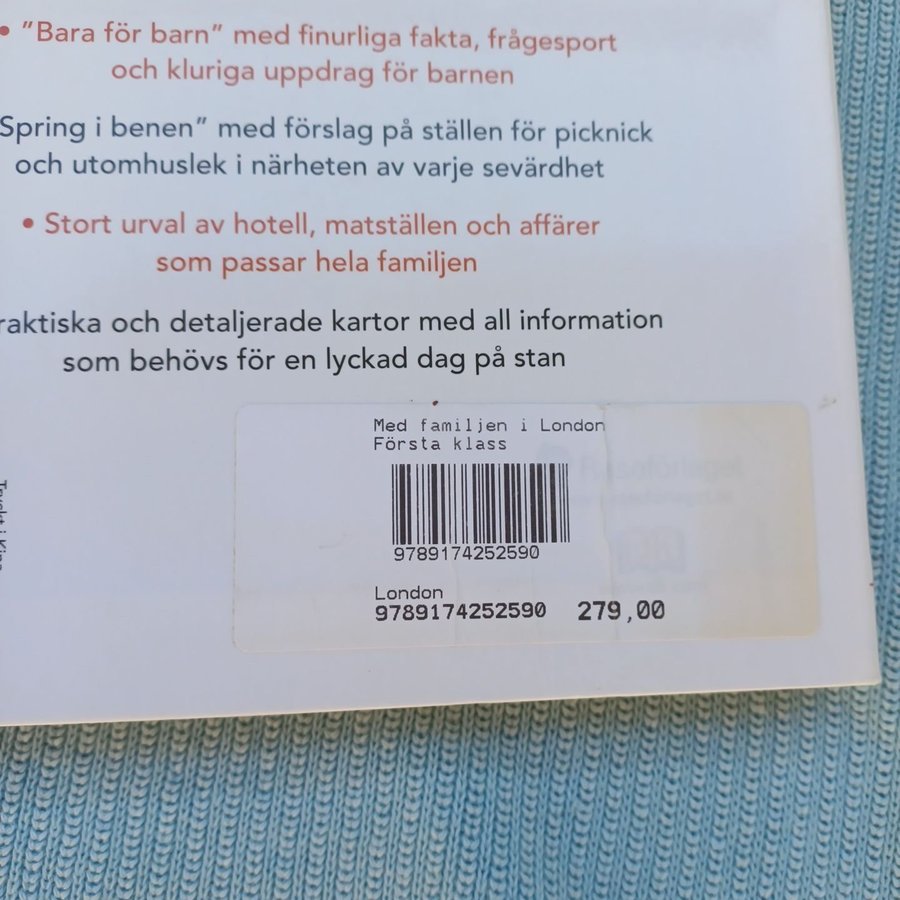 • "Bara för barn" med finurliga fakta, frågesport
och kluriga uppdrag för barnen
Spring i benen" med förslag på ställen för picknick
och utomhuslek i närheten av varje sevärdhet
• Stort urval av hotell, matställen och affärer
som passar hela familjen
raktiska och detaljerade kartor med all information
som behövs för en lyckad dag på stan
Med familjen i London
Första klass
9789174252590
London
9789174252590 279,00